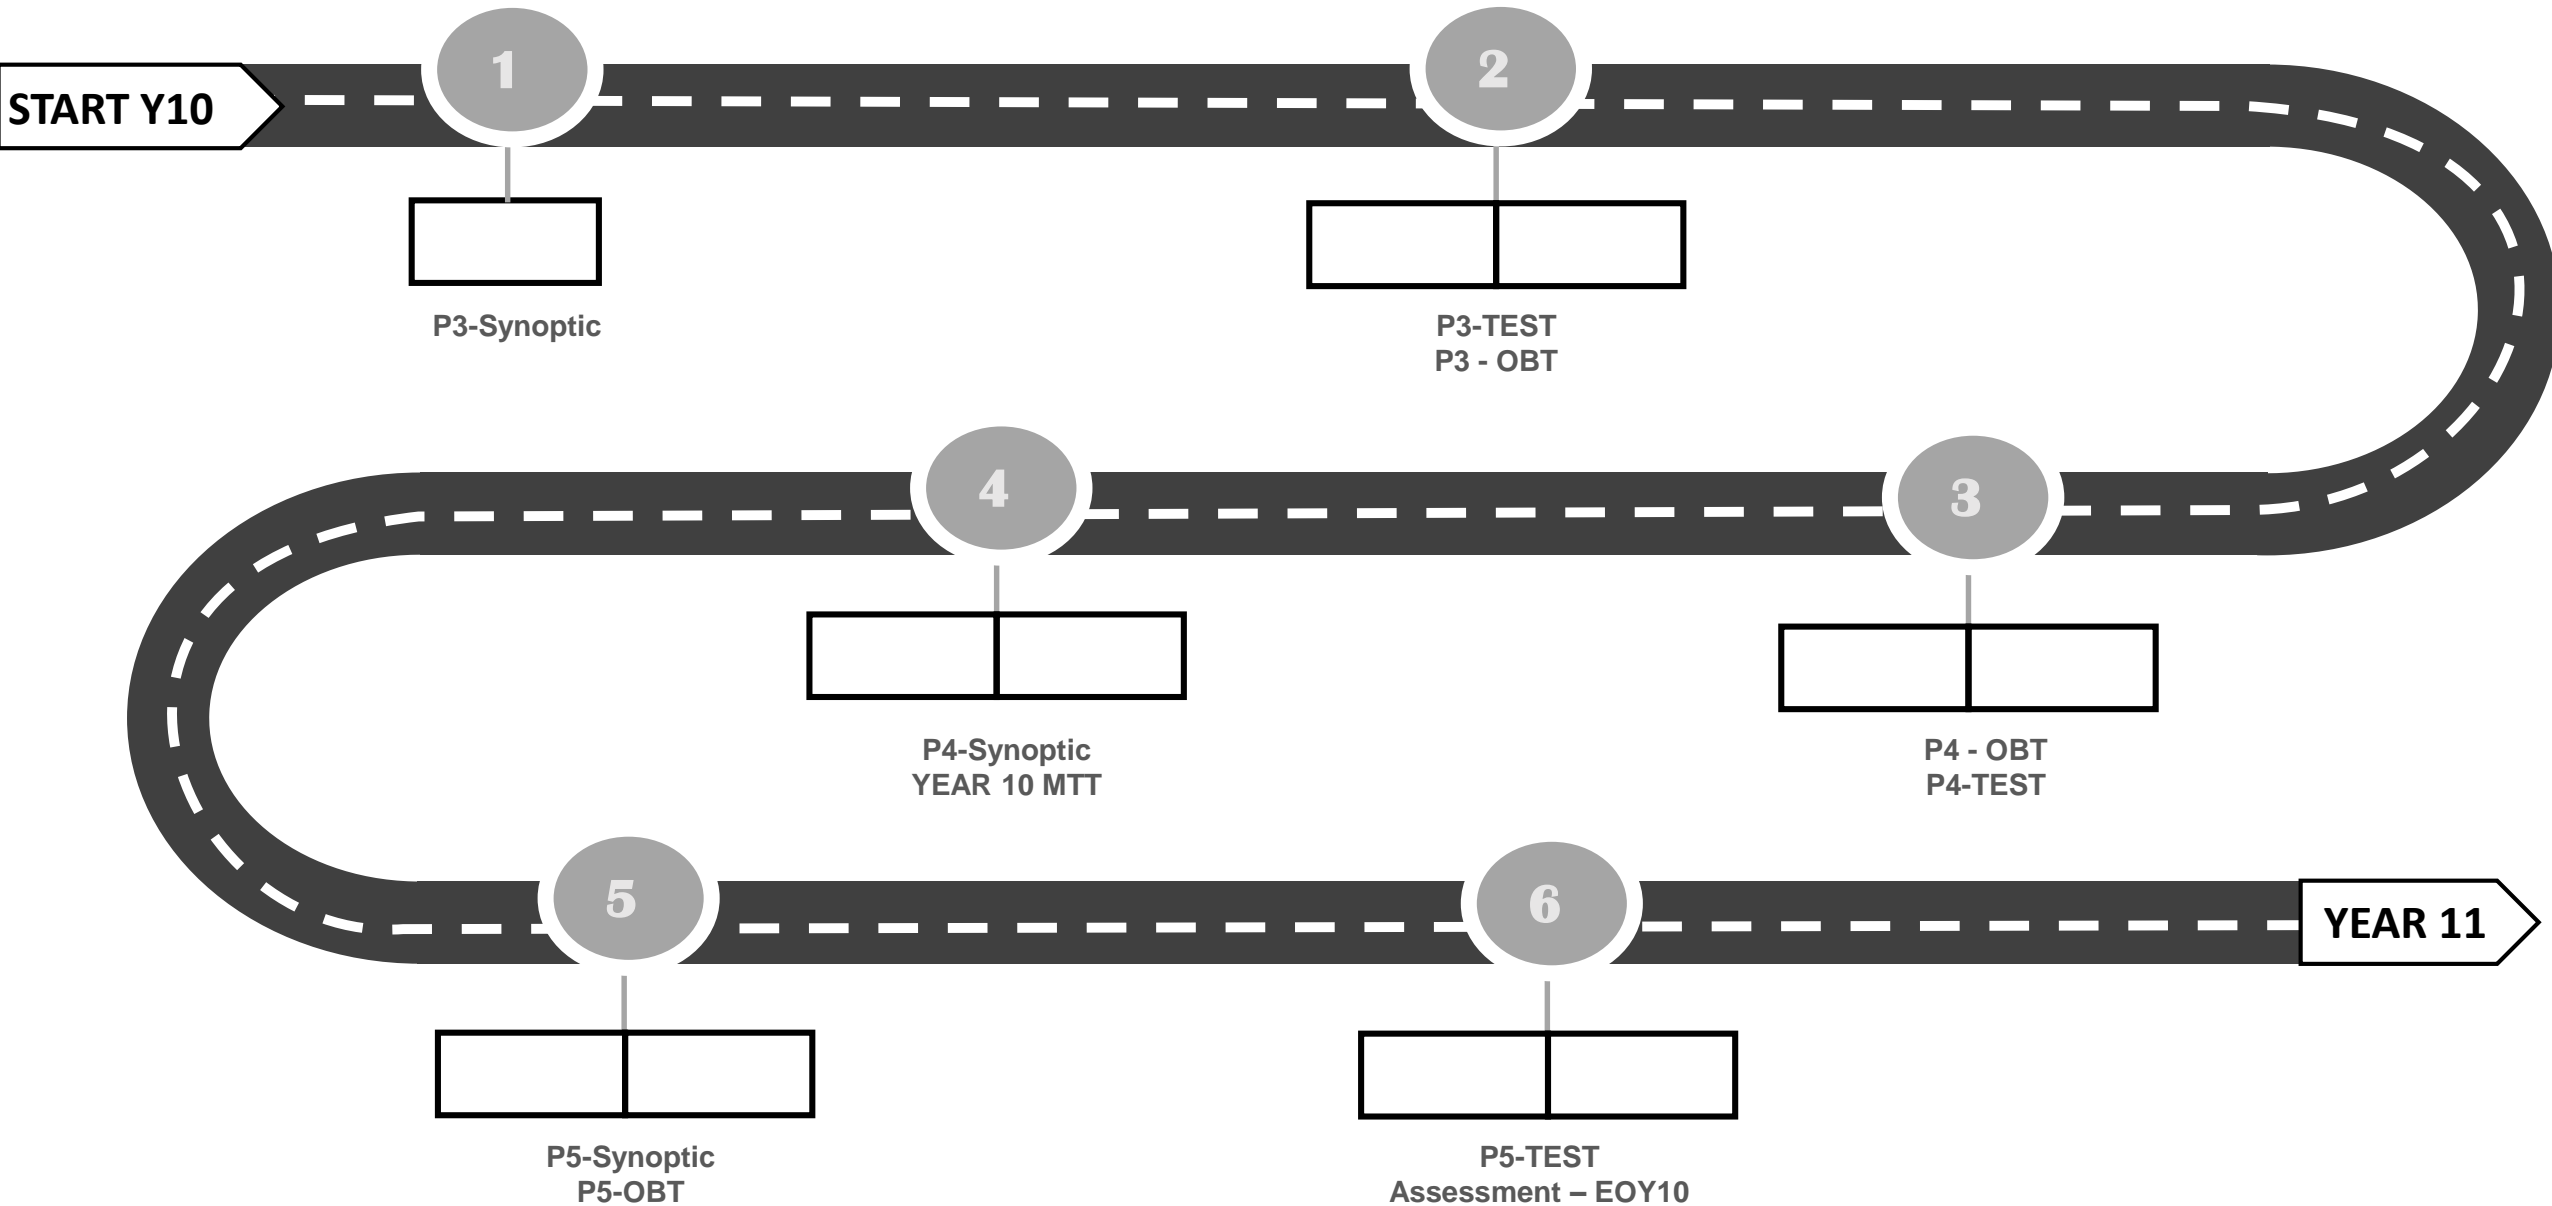 START Y10
1
2
P3-Synoptic
P3-TEST
P3 - OBT
3
4
P4 - OBT
P4-TEST
P4-Synoptic
YEAR 10 MTT
5
6
YEAR 11
P5-Synoptic
P5-OBT
P5-TEST
Assessment – EOY10